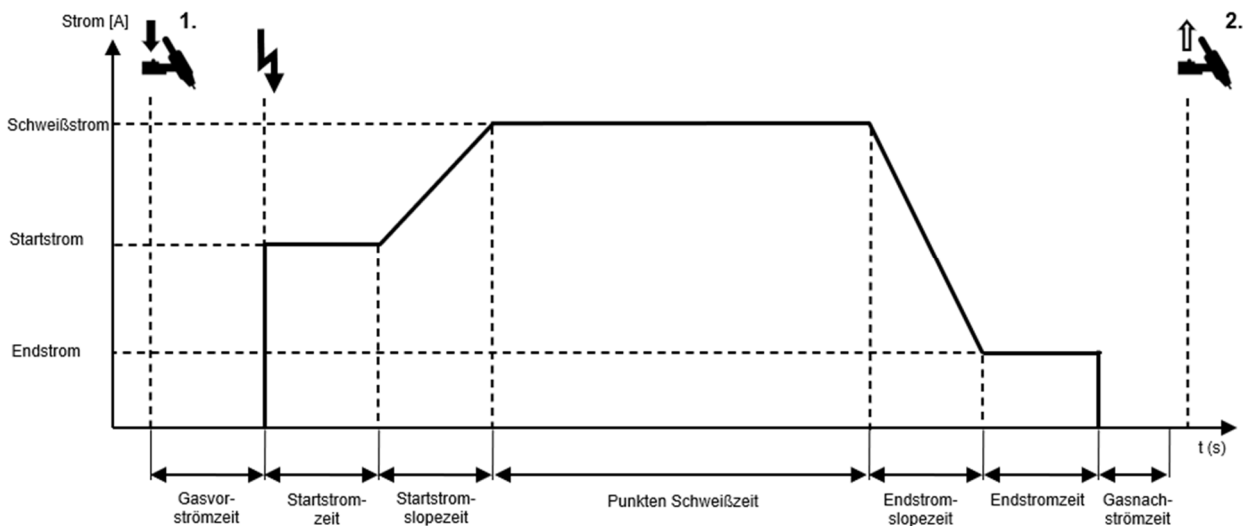 Strom [A]
1.
2.
Schweißstrom
Startstrom
Endstrom
t (s)
Gasvor-
strömzeit
Startstrom-
zeit
Startstrom-
slopezeit
Punkten Schweißzeit
Endstrom-
slopezeit
Endstromzeit
Gasnach-
strömzeit